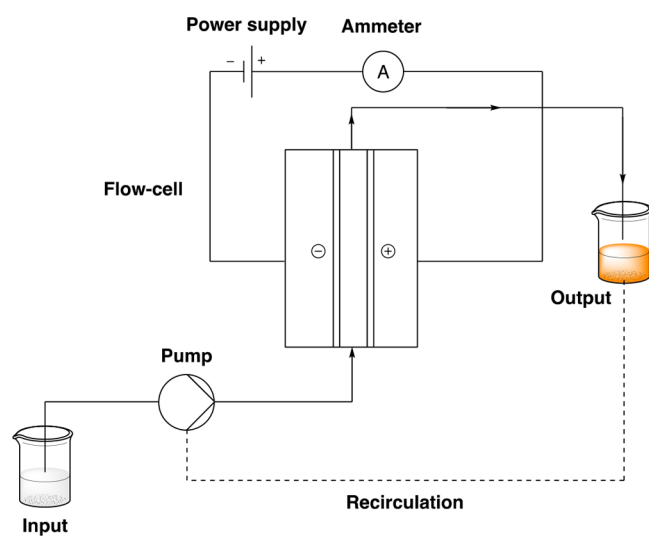 Power supply
Ammeter
− +
A
Flow-cell
− +
Output
Pump
Recirculation
Input